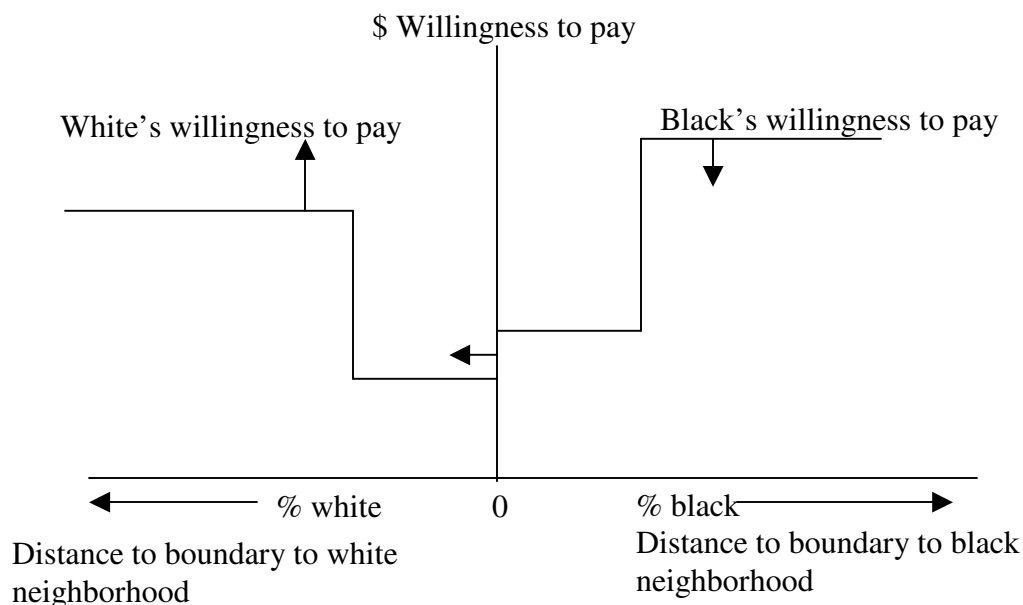 $ Willingness to pay
White's willingness to pay
Black's willingness to pay
% white
0
% black
Distance to boundary to white
neighborhood
Distance to boundary to black
neighborhood